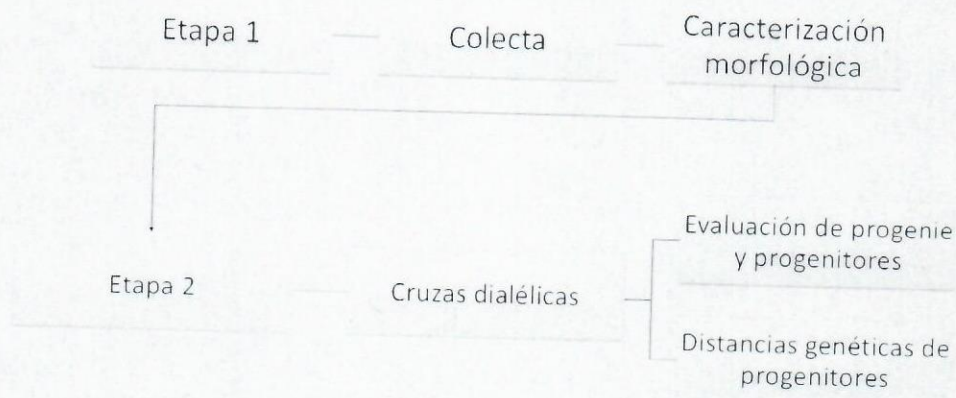 Etapa 1
Colecta
Caracterización
morfológica
Etapa 2
Cruzas dialélicas
Evaluación de progenie
y progenitores
Distancias genéticas de
progenitores